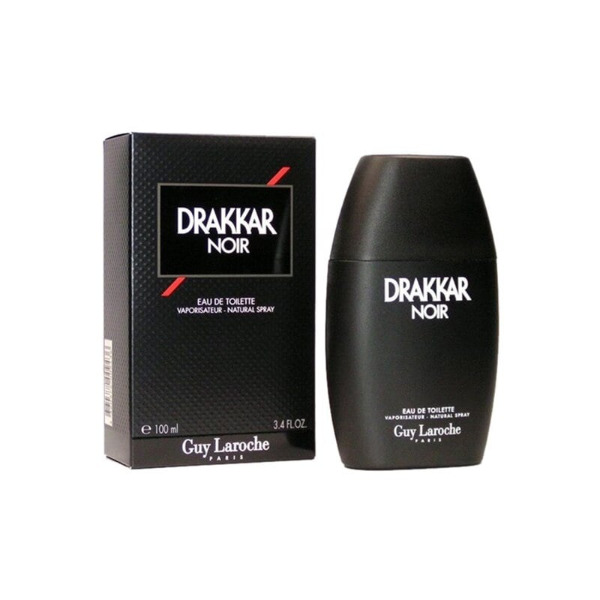 DRAKKAR
NOIR
EAU DE TOILETTE
VAPORISATEUR - NATURAL SPRAY
e 100 ml 3.4 FL.OZ.
Guy Laroche
PARIS
DRAKKAR
NOIR
EAU DE TOILETTE
VAPORISATEUR - NATURAL SPRAY
Guy Laroche
PARIS